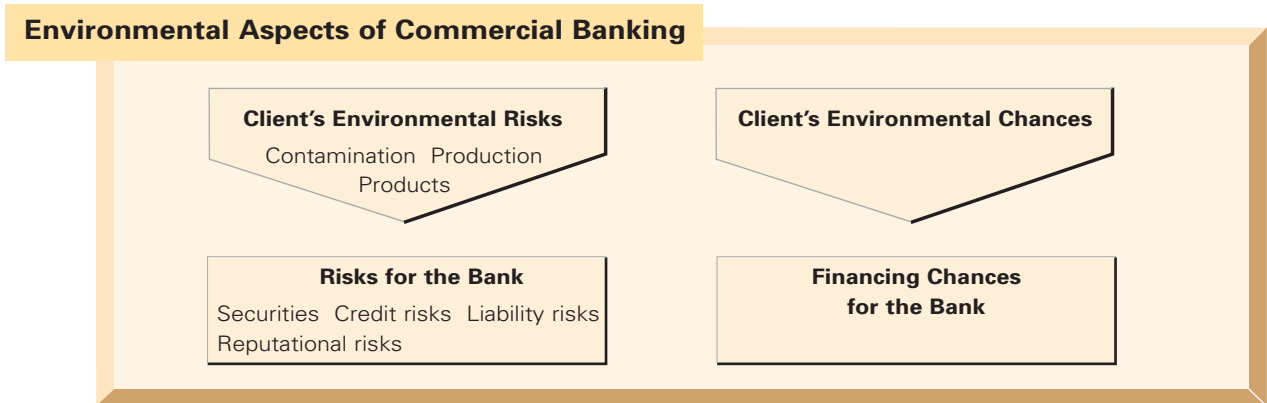 Environmental Aspects of Commercial Banking
Client's Environmental Risks
Contamination Production
Products
Client's Environmental Chances
Risks for the Bank
Securities Credit risks Liability risks
Reputational risks
Financing Chances
for the Bank